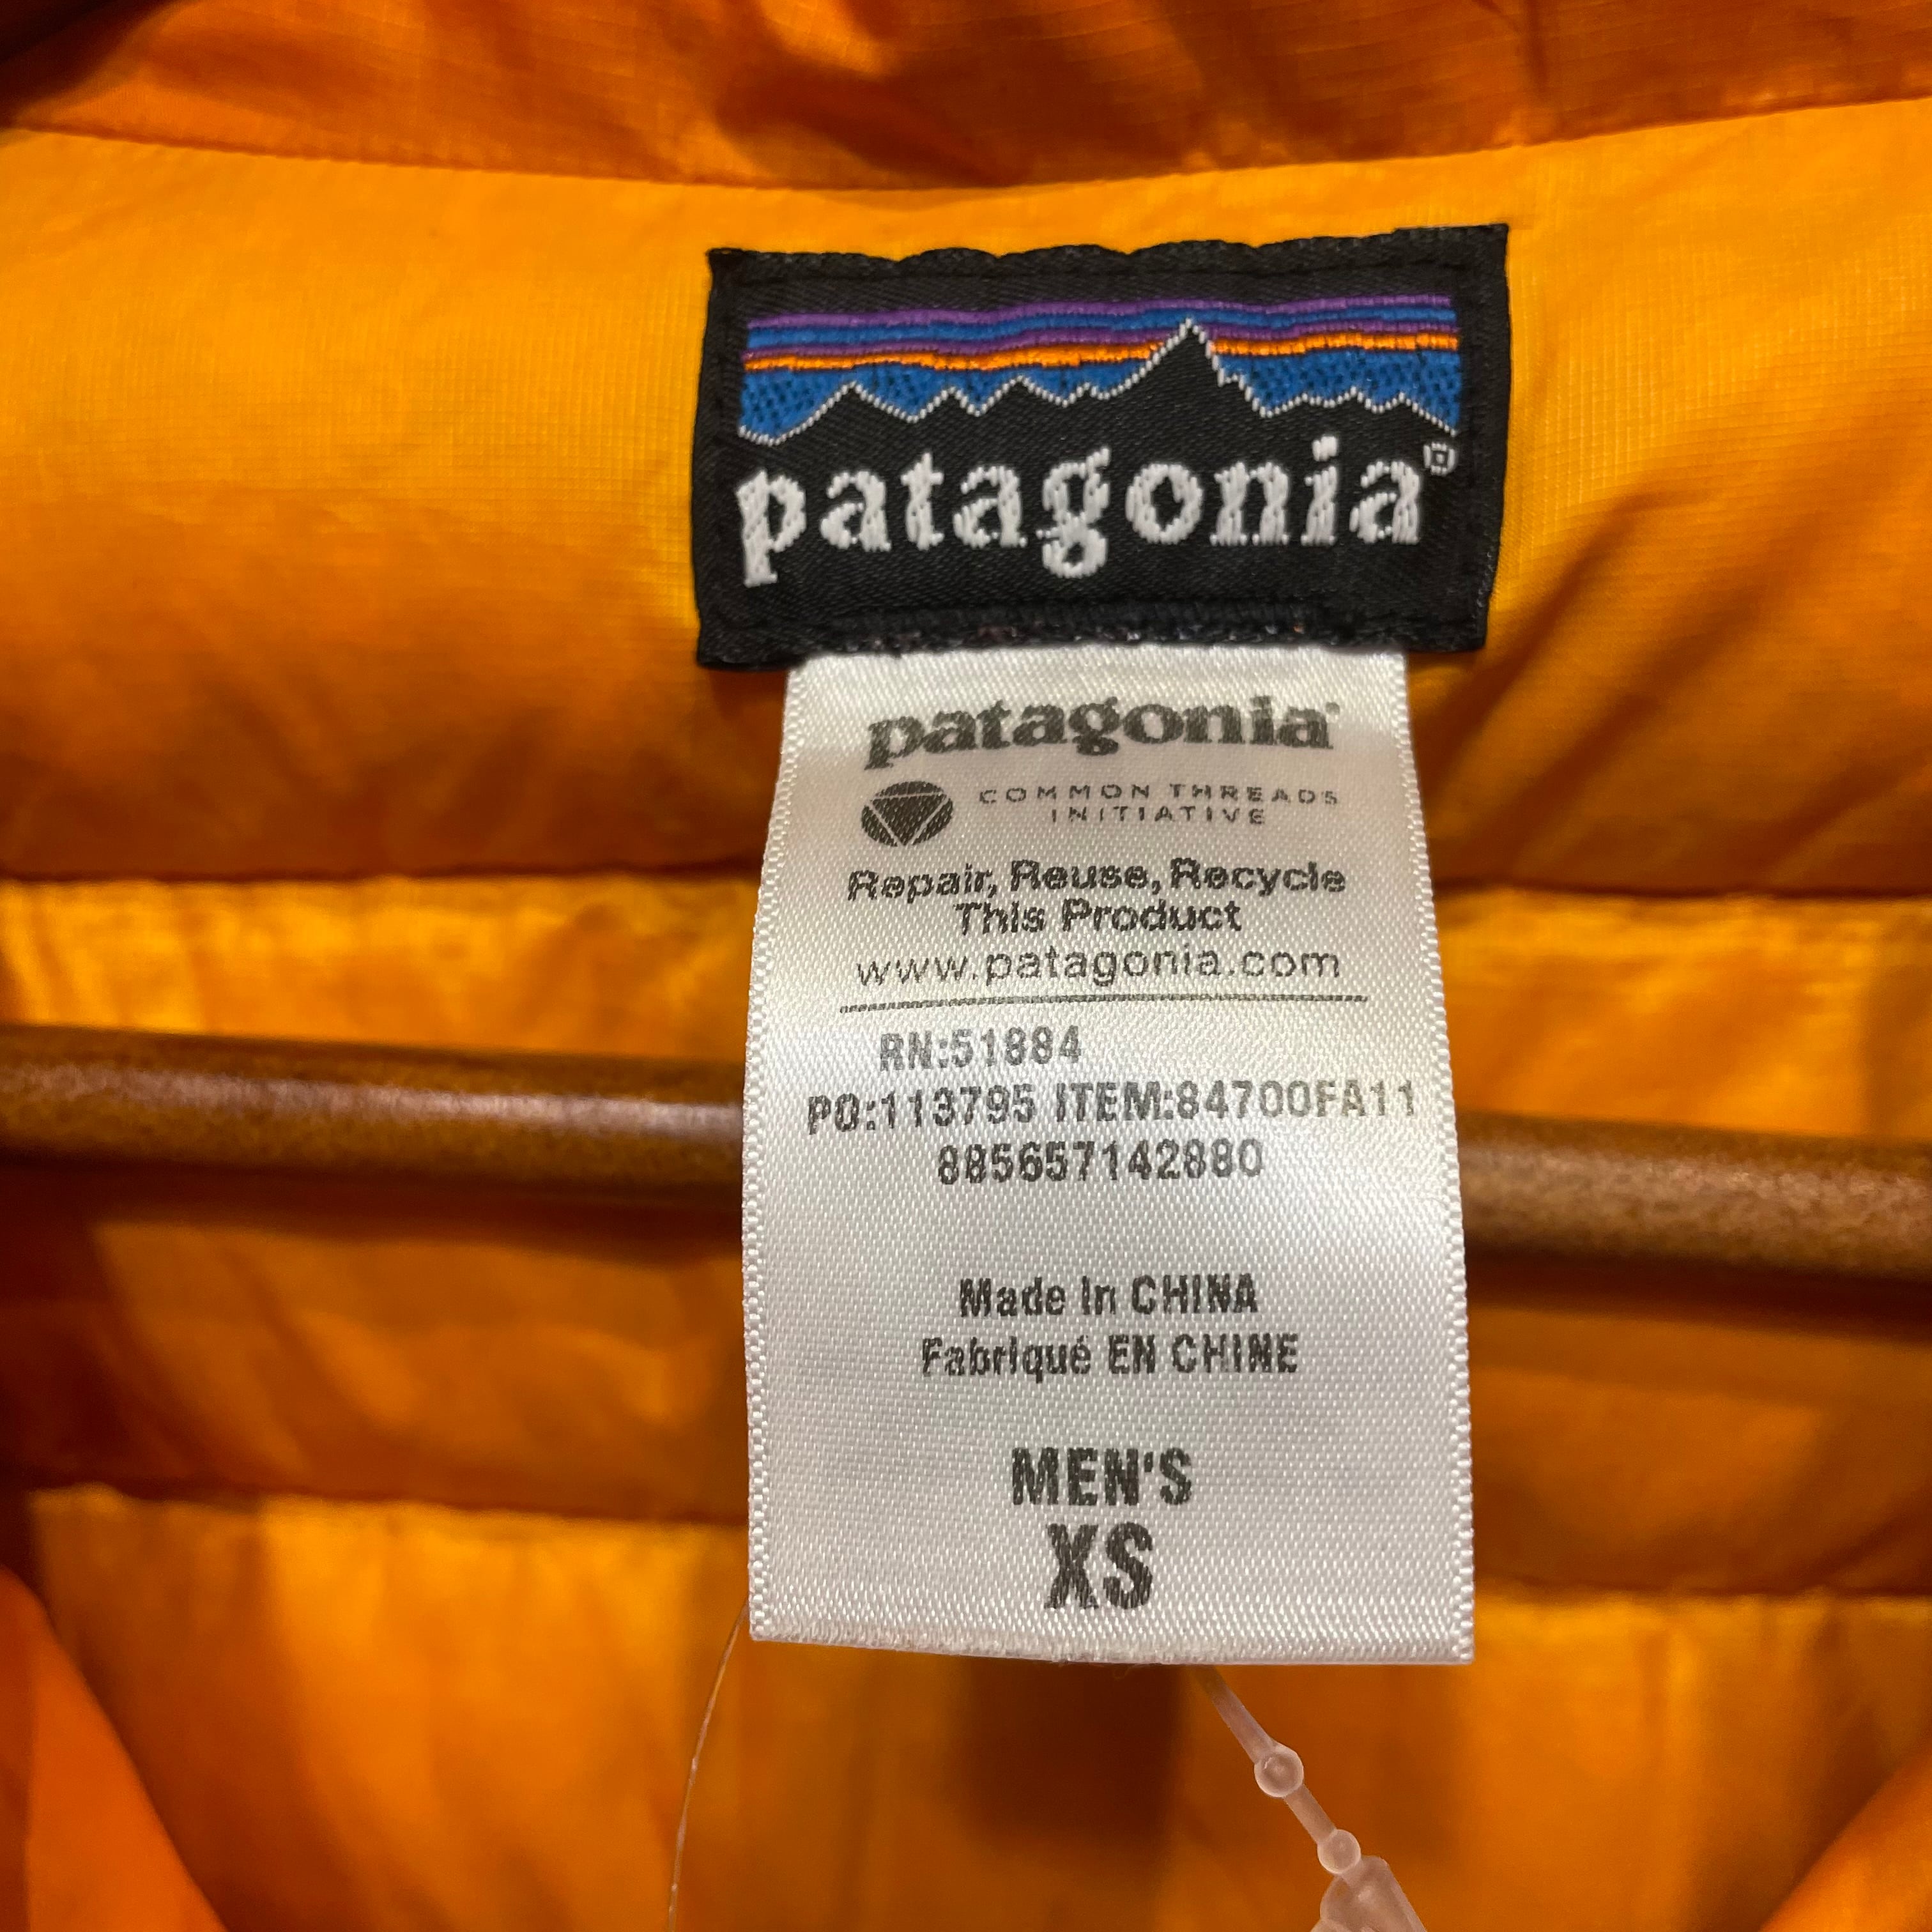 patagonia®
patagonia®
COMMON THREADS
INITIATIVE
Repair, Reuse, Recycle
This Product
www.patagonia.com
RN:51884
PO:113795 ITEM:84700FA11
885657142880
Made In CHINA
Fabriqué EN CHINE
MEN'S
XS